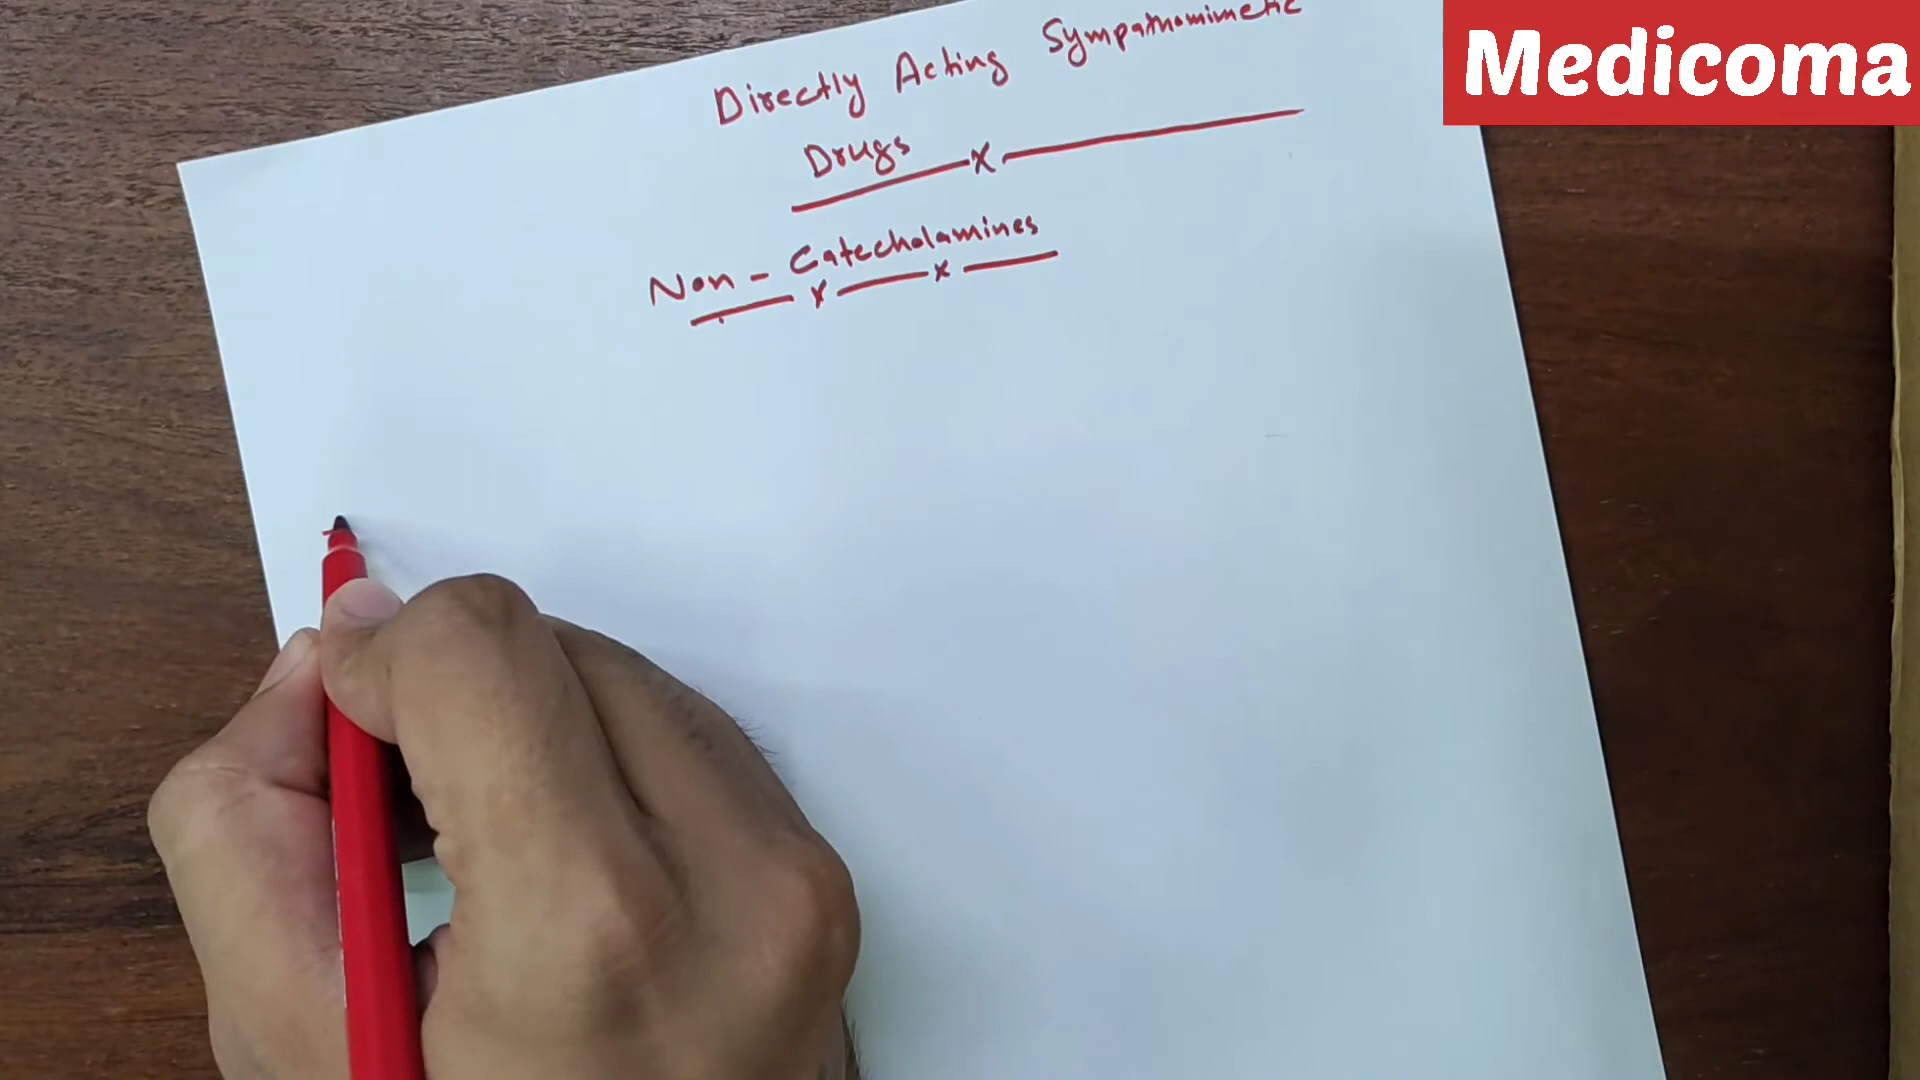 Medicoma
Directly Acting Sympathomimetic
Drugs
Non - Catecholamines